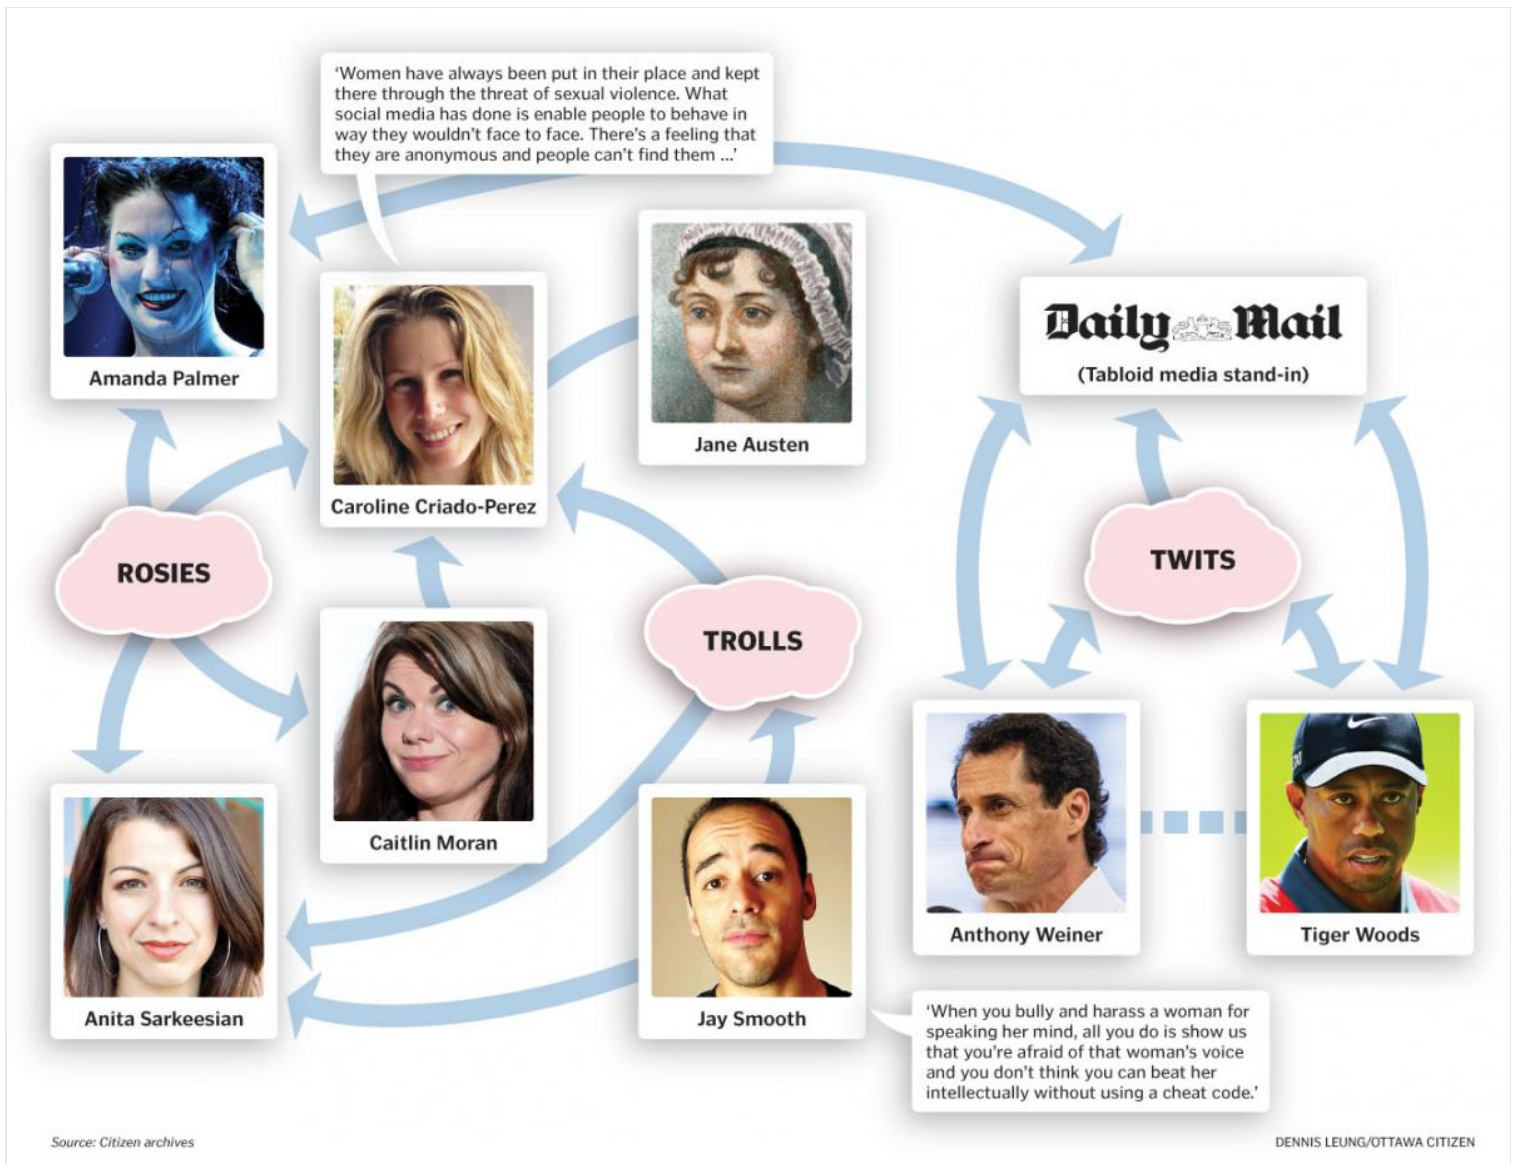 'Women have always been put in their place and kept
there through the threat of sexual violence. What
social media has done is enable people to behave in
way they wouldn't face to face. There's a feeling that
they are anonymous and people can't find them ...'
Amanda Palmer
Caroline Criado-Perez
Jane Austen
Daily Mail
(Tabloid media stand-in)
ROSIES
TROLLS
TWITS
Caitlin Moran
Anita Sarkeesian
Jay Smooth
Anthony Weiner
Tiger Woods
'When you bully and harass a woman for
speaking her mind, all you do is show us
that you're afraid of that woman's voice
and you don't think you can beat her
intellectually without using a cheat code.'
Source: Citizen archives
DENNIS LEUNG/OTTAWA CITIZEN